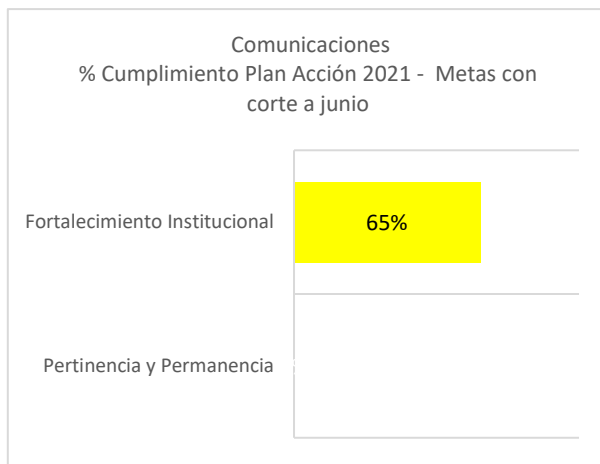 Comunicaciones
% Cumplimiento Plan Acción 2021 - Metas con
corte a junio
Fortalecimiento Institucional
65%
Pertinencia y Permanencia